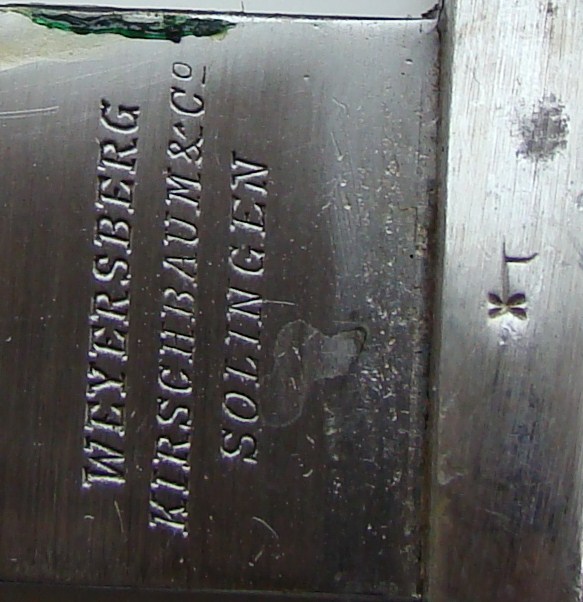 WEYERSBERG
KIRSCHBAUM & Cº
SOLINGEN
L